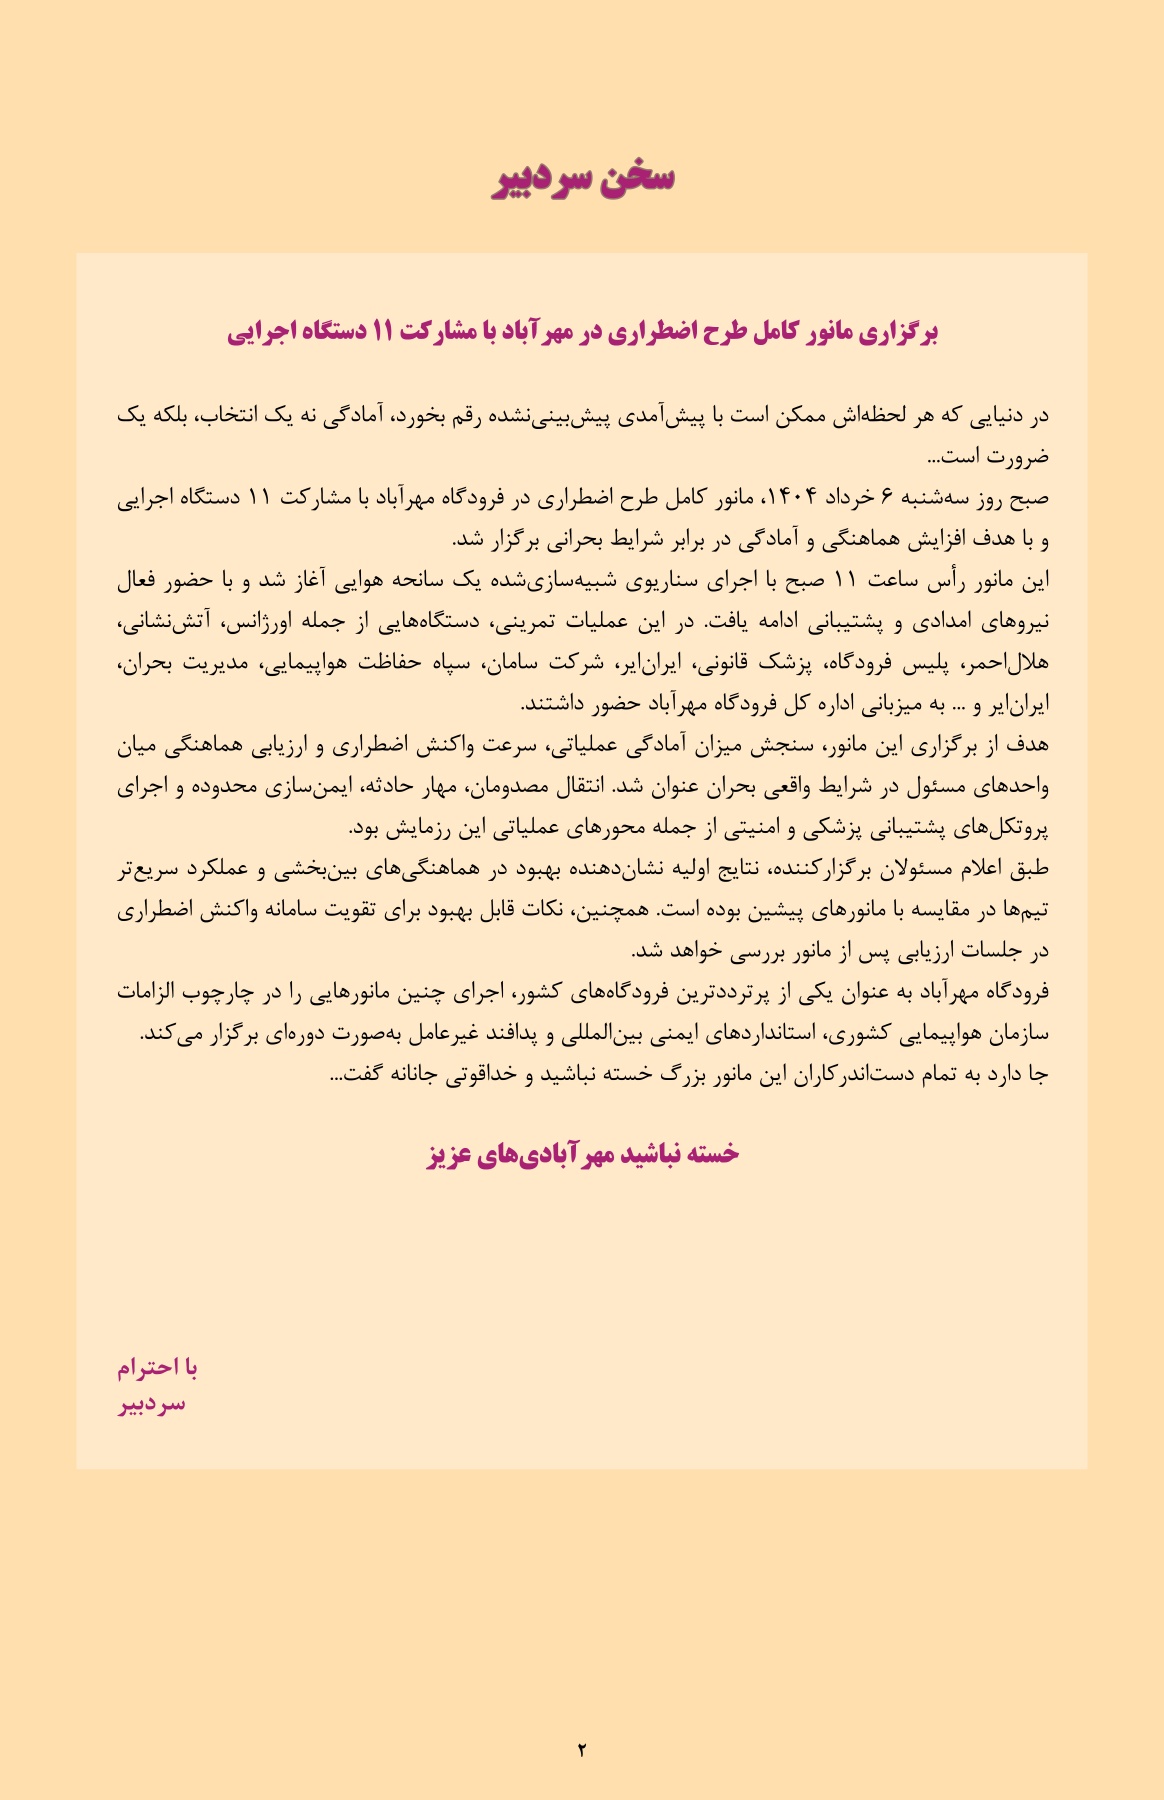 سخن سردبیر
برگزاری مانور کامل طرح اضطراری در مهرآباد با مشارکت ۱۱ دستگاه اجرایی
در دنیایی که هر لحظه‌اش ممکن است با پیش‌آمدی پیش‌بینی‌نشده رقم بخورد، آمادگی نه یک انتخاب، بلکه یک
ضرورت است...
صبح روز سه‌شنبه ۶ خرداد ۱۴۰۴، مانور کامل طرح اضطراری در فرودگاه مهرآباد با مشارکت ۱۱ دستگاه اجرایی
و با هدف افزایش هماهنگی و آمادگی در برابر شرایط بحرانی برگزار شد.
این مانور رأس ساعت ۱۱ صبح با اجرای سناریوی شبیه‌سازی‌شده یک سانحه هوایی آغاز شد و با حضور فعال
نیروهای امدادی و پشتیبانی ادامه یافت. در این عملیات تمرینی، دستگاه‌هایی از جمله اورژانس، آتش‌نشانی،
هلال‌احمر، پلیس فرودگاه، پزشک قانونی، ایران‌ایر، شرکت سامان، سپاه حفاظت هواپیمایی، مدیریت بحران،
ایران‌ایر و ... به میزبانی اداره کل فرودگاه مهرآباد حضور داشتند.
هدف از برگزاری این مانور، سنجش میزان آمادگی عملیاتی، سرعت واکنش اضطراری و ارزیابی هماهنگی میان
واحدهای مسئول در شرایط واقعی بحران عنوان شد. انتقال مصدومان، مهار حادثه، ایمن‌سازی محدوده و اجرای
پروتکل‌های پشتیبانی پزشکی و امنیتی از جمله محورهای عملیاتی این رزمایش بود.
طبق اعلام مسئولان برگزارکننده، نتایج اولیه نشان‌دهنده بهبود در هماهنگی‌های بین‌بخشی و عملکرد سریع‌تر
تیم‌ها در مقایسه با مانورهای پیشین بوده است. همچنین، نکات قابل بهبود برای تقویت سامانه واکنش اضطراری
در جلسات ارزیابی پس از مانور بررسی خواهد شد.
فرودگاه مهرآباد به عنوان یکی از پرترددترین فرودگاه‌های کشور، اجرای چنین مانورهایی را در چارچوب الزامات
سازمان هواپیمایی کشوری، استانداردهای ایمنی بین‌المللی و پدافند غیرعامل به‌صورت دوره‌ای برگزار می‌کند.
جا دارد به تمام دست‌اندرکاران این مانور بزرگ خسته نباشید و خداقوتی جانانه گفت...
خسته نباشید مهرآبادی‌های عزیز
با احترام
سردبیر
۲